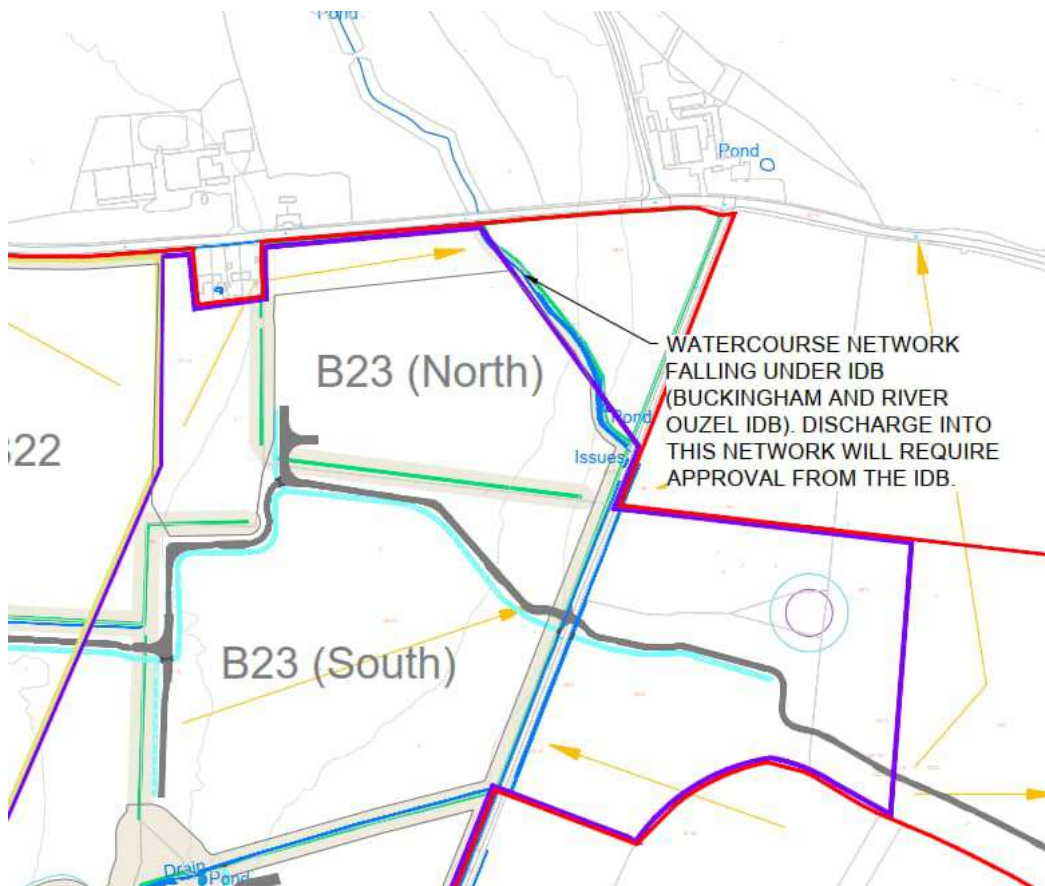 Pond
Pond
WATERCOURSE NETWORK
FALLING UNDER IDB
(BUCKINGHAM AND RIVER
OUZEL IDB). DISCHARGE INTO
THIS NETWORK WILL REQUIRE
APPROVAL FROM THE IDB.
B23 (North)
Pond
322
Issues
B23 (South)
Drain
Pond